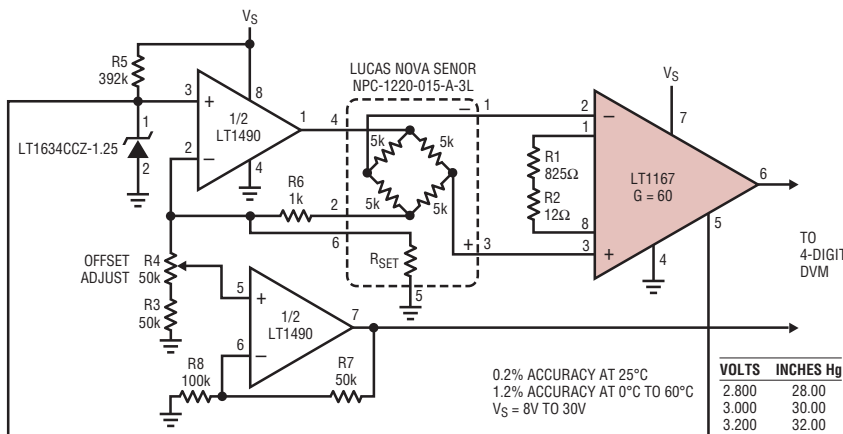 VS
R5
392k
3
+
8
1/2
LT1490
1
4
2
−
4
1
LT1634CCZ-1.25
2
LUCAS NOVA SENOR
NPC-1220-015-A-3L
−
1
5k
5k
5k
5k
+
3
R6
1k
2
6
RSET
5
OFFSET
ADJUST
R4
50k
R3
50k
5
+
1/2
LT1490
7
6
−
R8
100k
R7
50k
VS
2
−
7
1
R1
825Ω
R2
12Ω
LT1167
G = 60
6
8
3
+
4
5
TO
4-DIGIT
DVM
0.2% ACCURACY AT 25°C
1.2% ACCURACY AT 0°C TO 60°C
VS = 8V TO 30V
VOLTS INCHES Hg
2.800 28.00
3.000 30.00
3.200 32.00